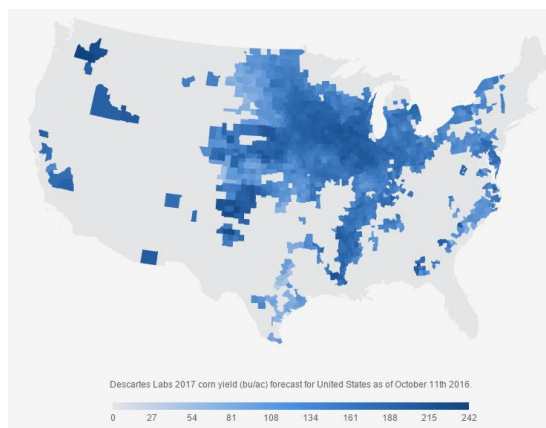 Descartes Labs 2017 corn yield (bu/ac) forecast for United States as of October 11th 2016.
0 27 54 81 108 134 161 188 215 242